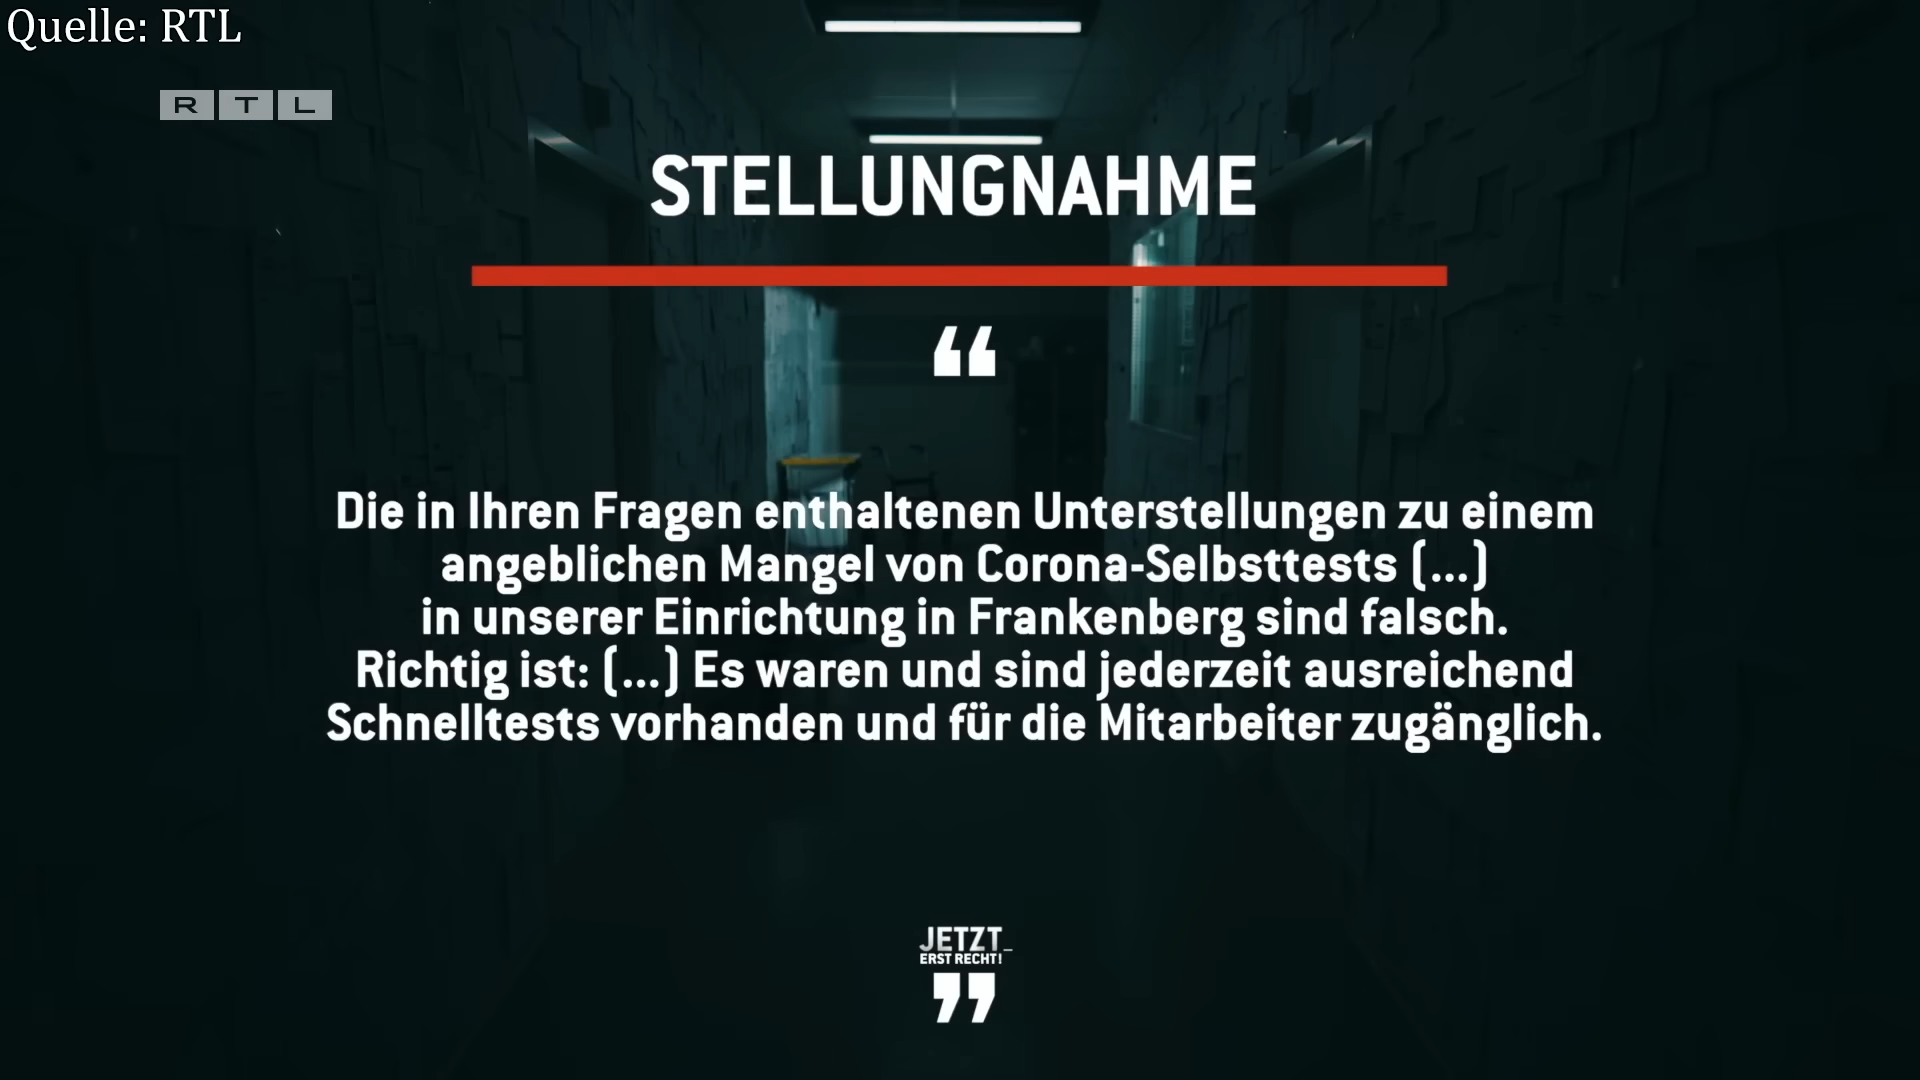 Quelle: RTL
RTL
STELLUNGNAHME
“
Die in Ihren Fragen enthaltenen Unterstellungen zu einem
angeblichen Mangel von Corona-Selbsttests (...)
in unserer Einrichtung in Frankenberg sind falsch.
Richtig ist: (...) Es waren und sind jederzeit ausreichend
Schnelltests vorhanden und für die Mitarbeiter zugänglich.
JETZT_
ERST RECHT!
”